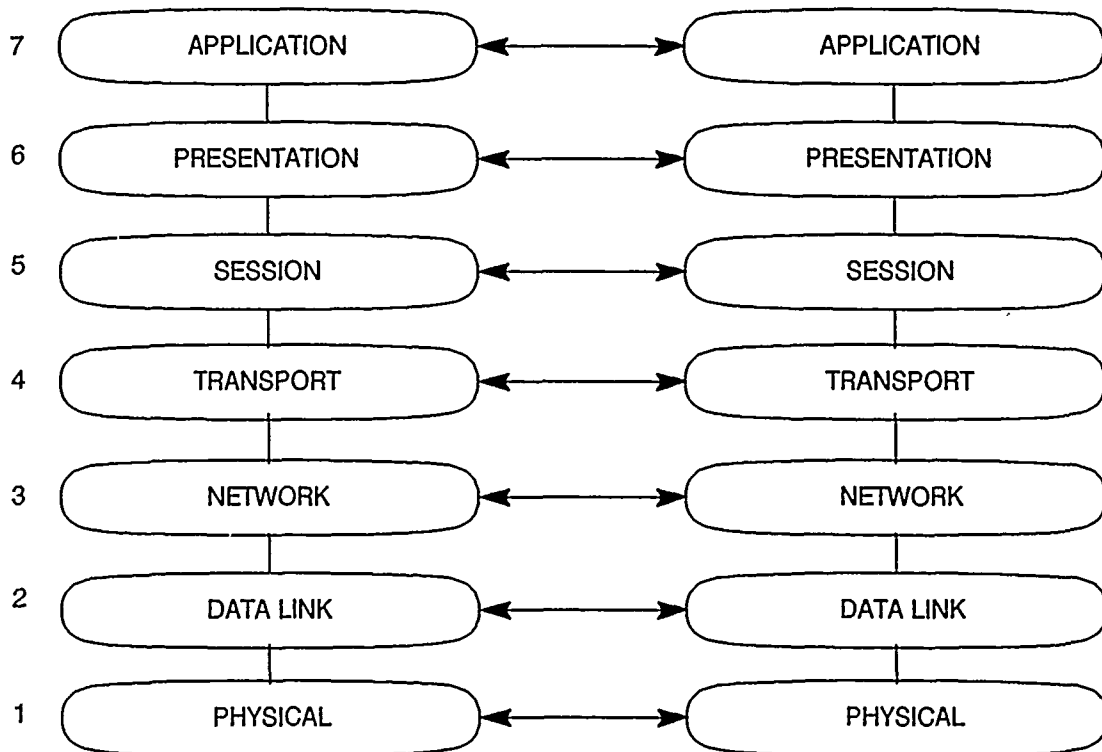 7 APPLICATION APPLICATION
6 PRESENTATION PRESENTATION
5 SESSION SESSION
4 TRANSPORT TRANSPORT
3 NETWORK NETWORK
2 DATA LINK DATA LINK
1 PHYSICAL PHYSICAL